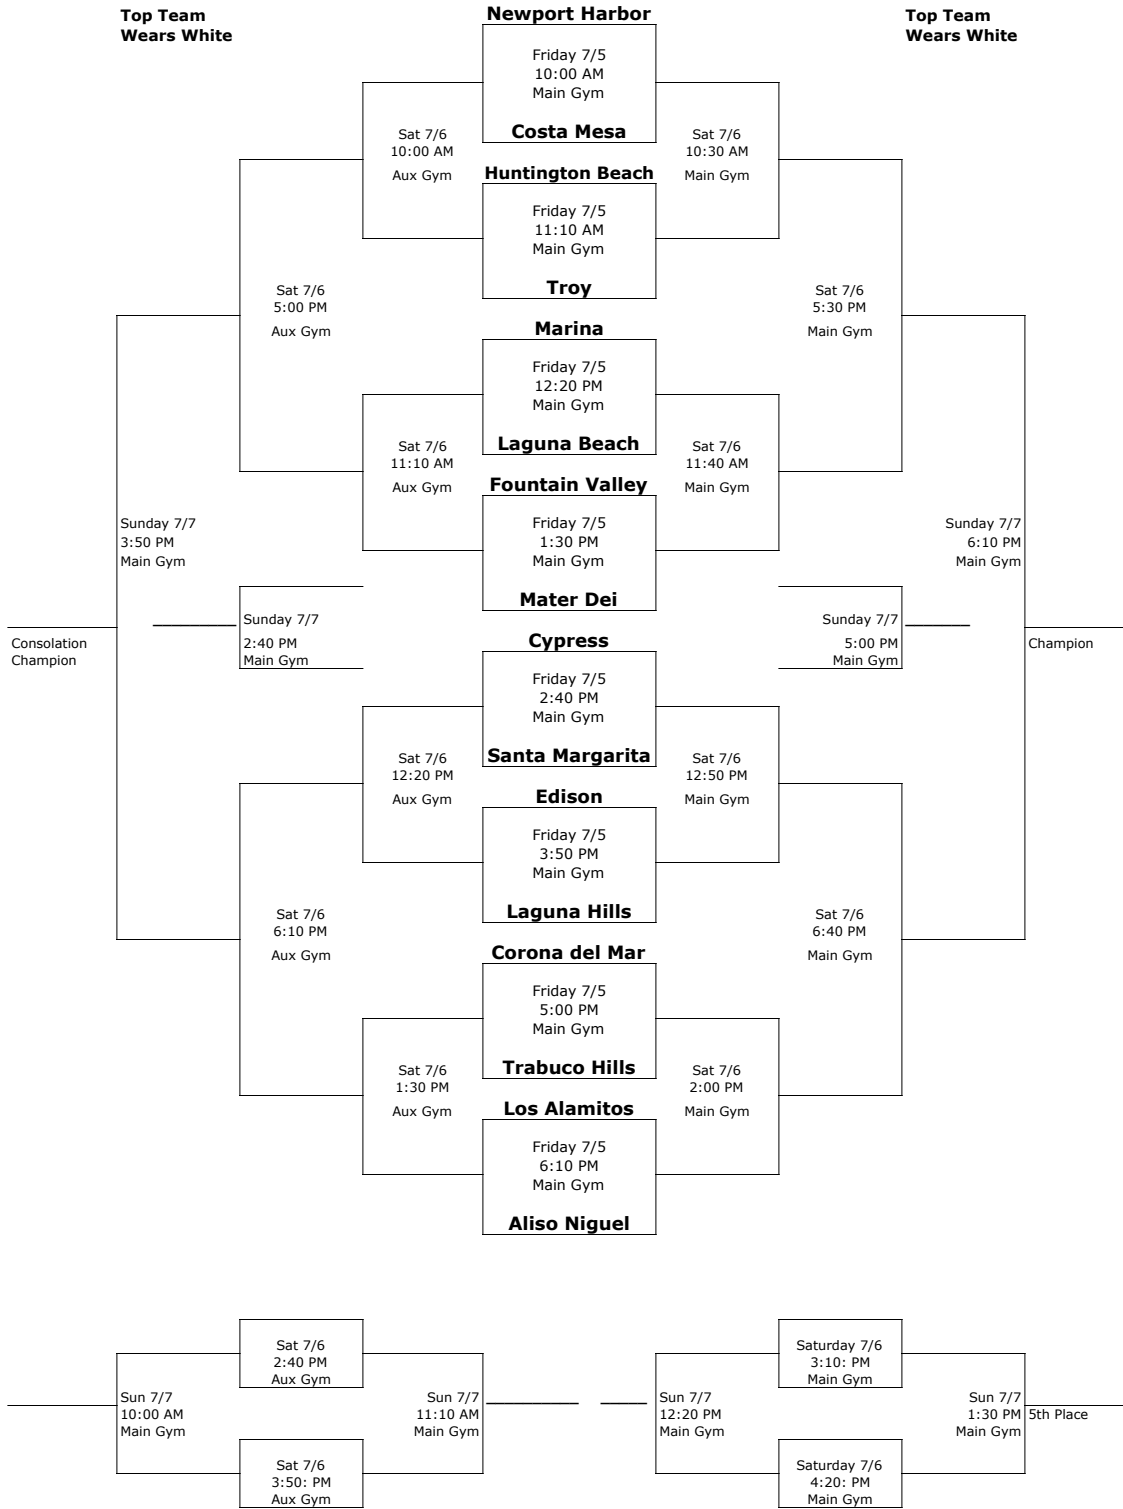 Top Team
Wears White
Newport Harbor
Top Team
Wears White
Friday 7/5
10:00 AM
Main Gym
Costa Mesa
Sat 7/6
10:00 AM
Aux Gym
Sat 7/6
10:30 AM
Main Gym
Huntington Beach
Friday 7/5
11:10 AM
Main Gym
Troy
Sat 7/6
5:00 PM
Aux Gym
Sat 7/6
5:30 PM
Main Gym
Marina
Friday 7/5
12:20 PM
Main Gym
Laguna Beach
Sat 7/6
11:10 AM
Aux Gym
Sat 7/6
11:40 AM
Main Gym
Fountain Valley
Friday 7/5
1:30 PM
Main Gym
Mater Dei
Sunday 7/7
3:50 PM
Main Gym
Sunday 7/7
6:10 PM
Main Gym
Sunday 7/7
2:40 PM
Main Gym
Sunday 7/7
5:00 PM
Main Gym
Consolation
Champion
Champion
Cypress
Friday 7/5
2:40 PM
Main Gym
Santa Margarita
Sat 7/6
12:20 PM
Aux Gym
Sat 7/6
12:50 PM
Main Gym
Edison
Friday 7/5
3:50 PM
Main Gym
Laguna Hills
Sat 7/6
6:10 PM
Aux Gym
Sat 7/6
6:40 PM
Main Gym
Corona del Mar
Friday 7/5
5:00 PM
Main Gym
Trabuco Hills
Sat 7/6
1:30 PM
Aux Gym
Sat 7/6
2:00 PM
Main Gym
Los Alamitos
Friday 7/5
6:10 PM
Main Gym
Aliso Niguel
Sat 7/6
2:40 PM
Aux Gym
Saturday 7/6
3:10: PM
Main Gym
Sun 7/7
10:00 AM
Main Gym
Sun 7/7
11:10 AM
Main Gym
Sun 7/7
12:20 PM
Main Gym
Sun 7/7
1:30 PM
Main Gym
5th Place
Sat 7/6
3:50: PM
Aux Gym
Saturday 7/6
4:20: PM
Main Gym